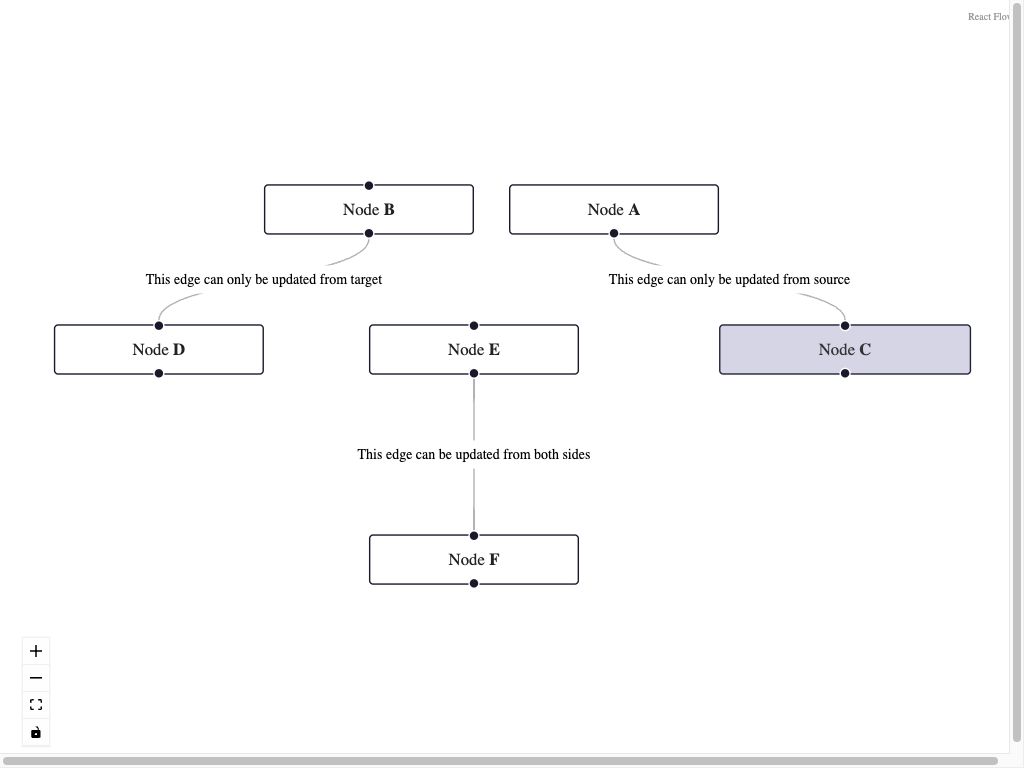 React Flow
Node B
Node A
This edge can only be updated from target
This edge can only be updated from source
Node D
Node E
Node C
This edge can be updated from both sides
Node F